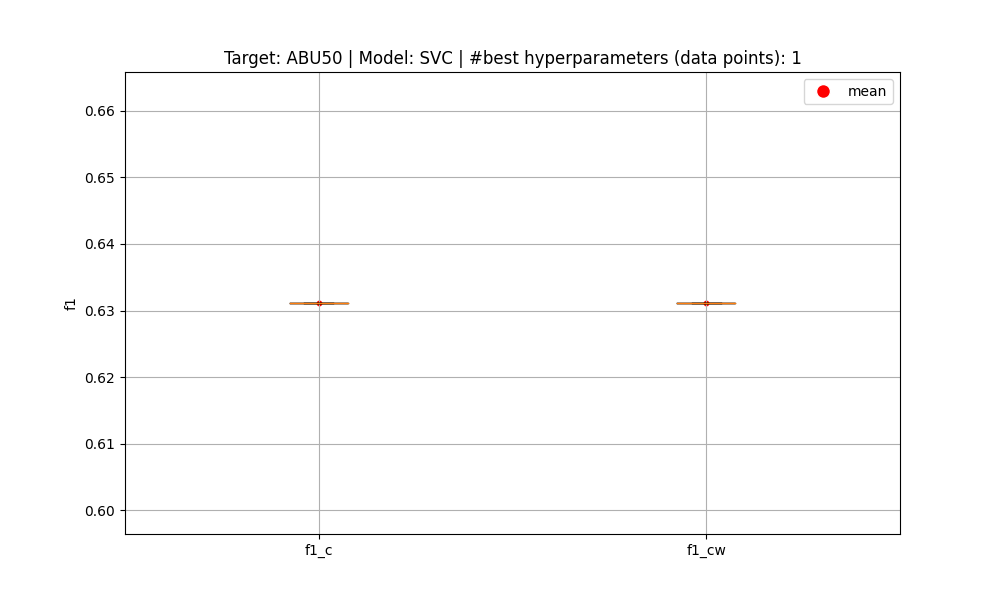 Target: ABU50 | Model: SVC | #best hyperparameters (data points): 1
mean
0.66
0.65
0.64
0.63
0.62
0.61
0.60
f1
f1_c
f1_cw